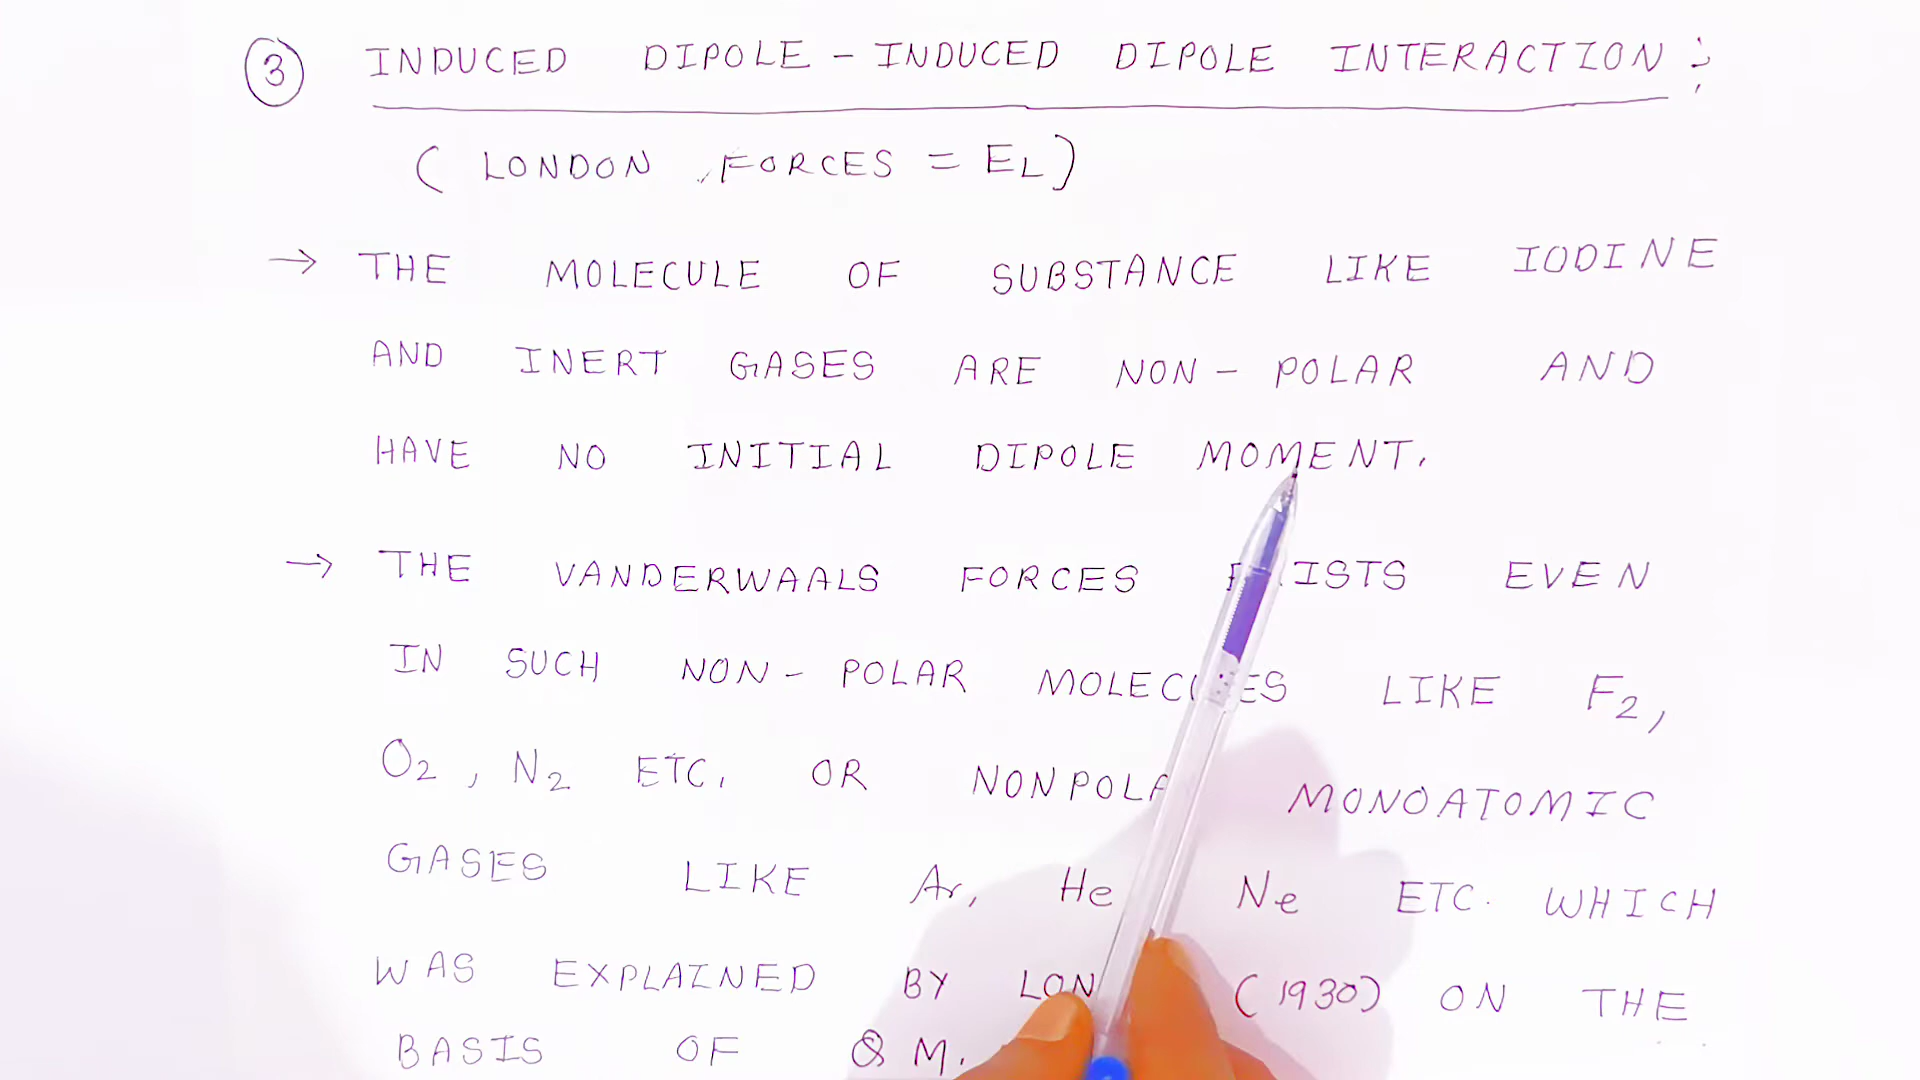 3 INDUCED DIPOLE - INDUCED DIPOLE INTERACTION :
( LONDON FORCES = EL )
→ THE MOLECULE OF SUBSTANCE LIKE IODINE
AND INERT GASES ARE NON - POLAR AND
HAVE NO INITIAL DIPOLE MOMENT.
→ THE VANDERWAALS FORCES EVEN
IN SUCH NON - POLAR LIKE F2,
O2, N2 ETC. OR MONOATOMIC
GASES LIKE Ar, He Ne ETC. WHICH
WAS EXPLAINED BY (1930) ON THE
BASIS OF QM.